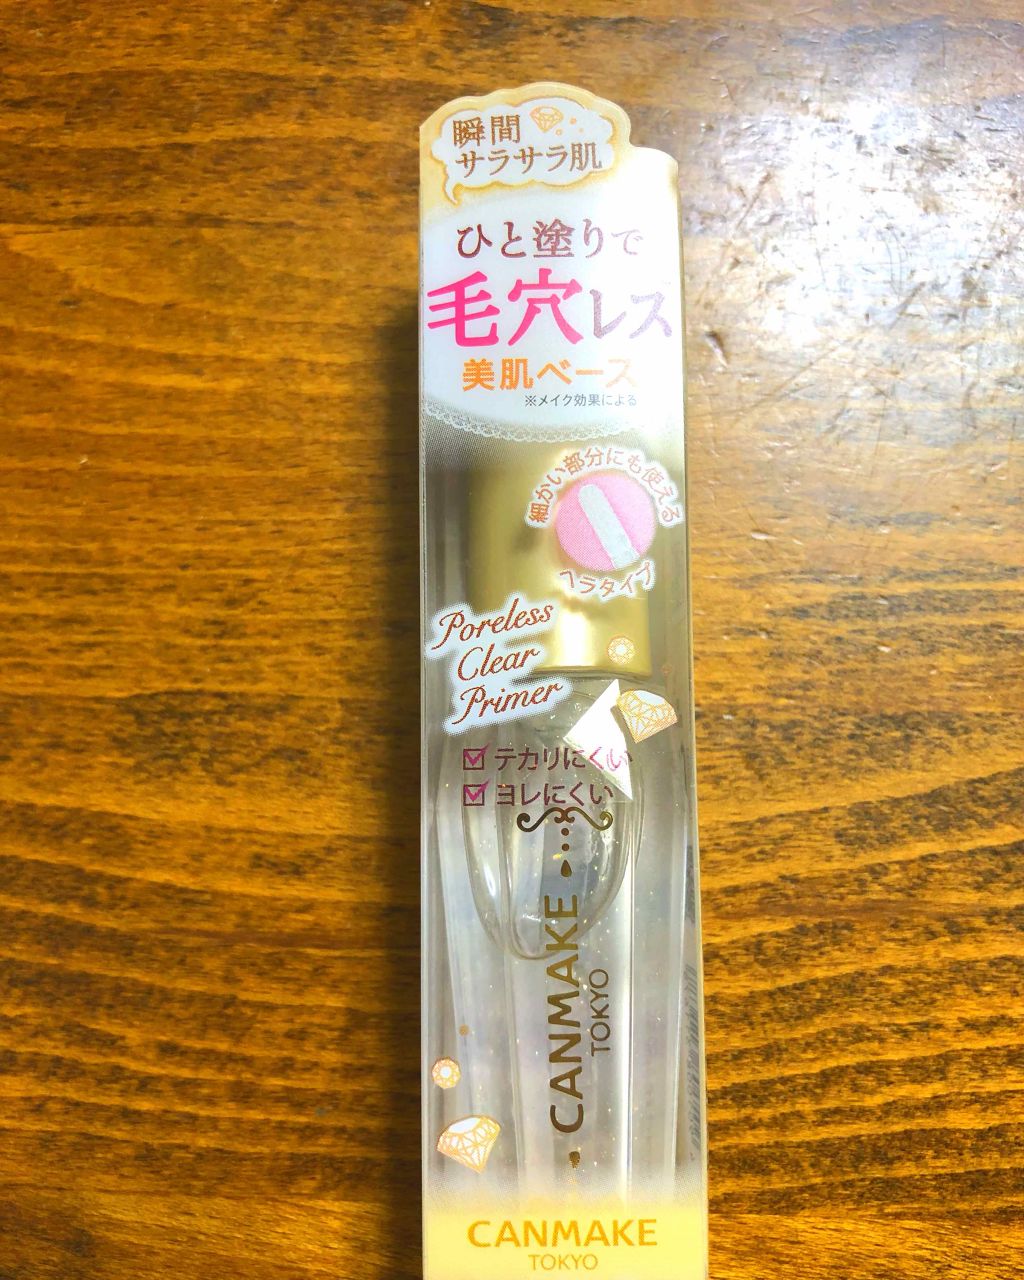 瞬間
サラサラ肌
ひと塗りで
毛穴レス
美肌ベース
※メイク効果による
細かい部分にも使える
ヘラタイプ
Poreless
Clear
Primer
テカリにくい
ヨレにくい
CANMAKE
TOKYO
CANMAKE
TOKYO